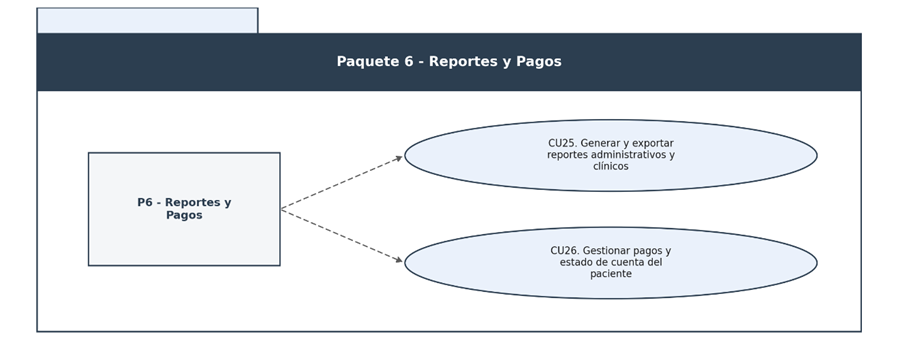 Paquete 6 - Reportes y Pagos
CU25. Generar y exportar
reportes administrativos y
clínicos
P6 - Reportes y
Pagos
CU26. Gestionar pagos y
estado de cuenta del
paciente